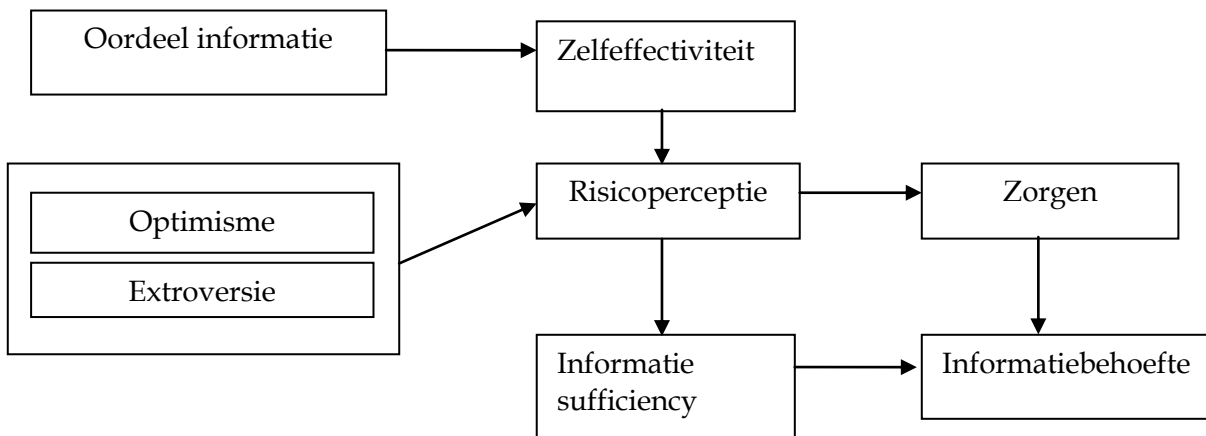 Oordeel informatie
Zelfeffectiviteit
Risicoperceptie
Zorgen
Optimisme
Extroversie
Informatie
sufficiency
Informatiebehoefte